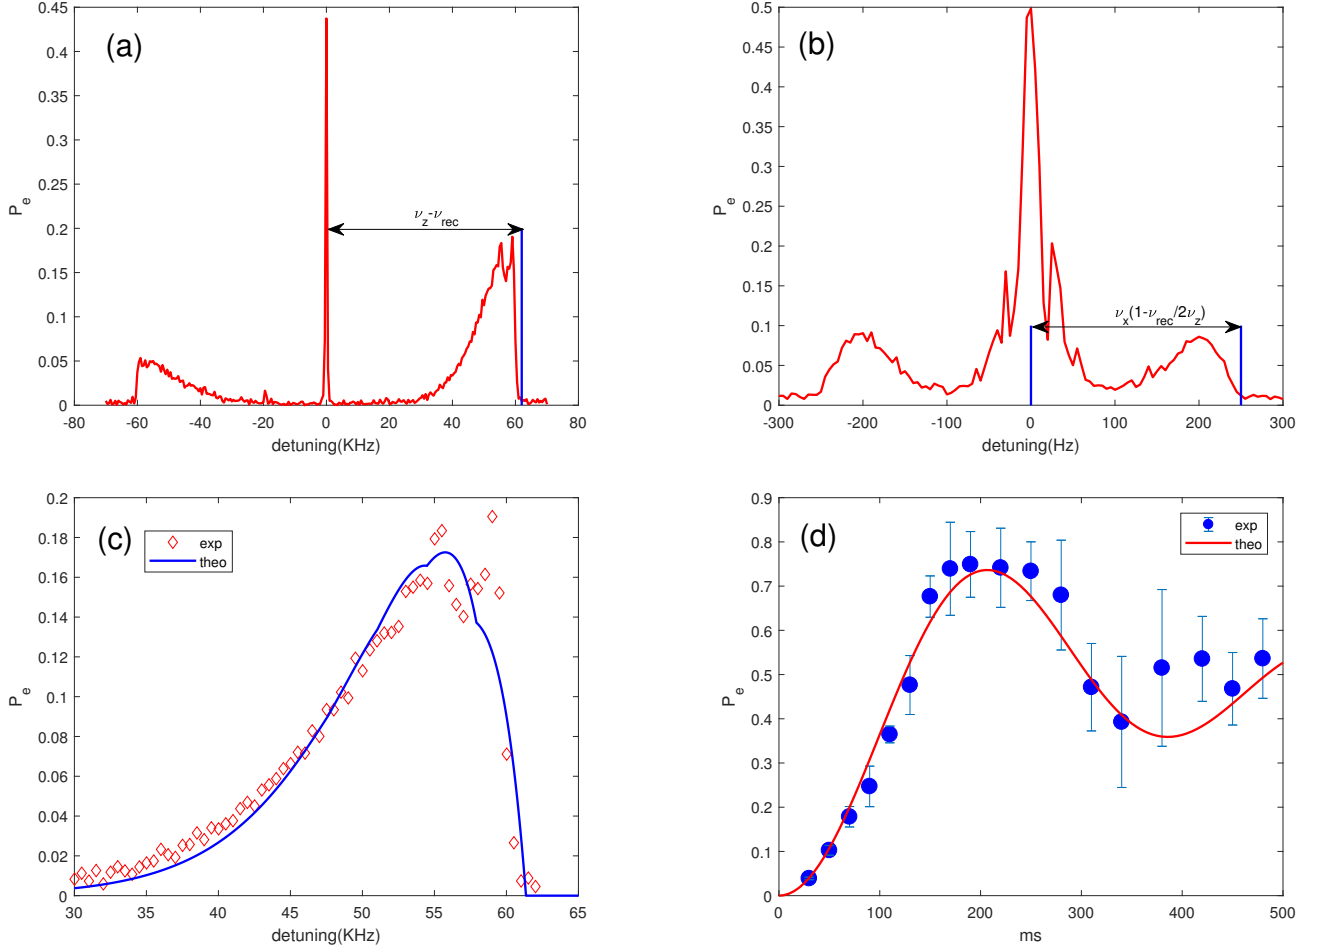 (a)
0.45
0.4
0.35
0.3
0.25
0.2
0.15
0.1
0.05
0
P_e
ν_z-ν_rec
-80 -60 -40 -20 0 20 40 60 80
detuning(KHz)
(b)
0.5
0.45
0.4
0.35
0.3
0.25
0.2
0.15
0.1
0.05
0
P_e
ν_x(1-ν_rec/2ν_z)
-300 -200 -100 0 100 200 300
detuning(Hz)
(c)
exp
theo
0.2
0.18
0.16
0.14
0.12
0.1
0.08
0.06
0.04
0.02
0
P_e
30 35 40 45 50 55 60 65
detuning(KHz)
(d)
exp
theo
0.9
0.8
0.7
0.6
0.5
0.4
0.3
0.2
0.1
0
P_e
0 100 200 300 400 500
ms